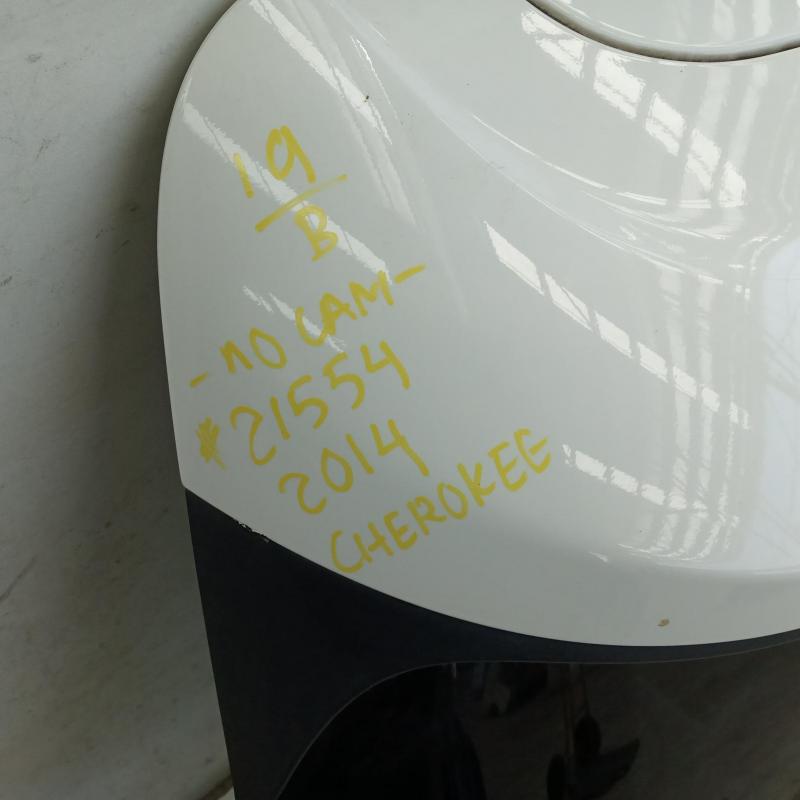 19
B
-NO CAM-
*21554
2014
CHEROKEE